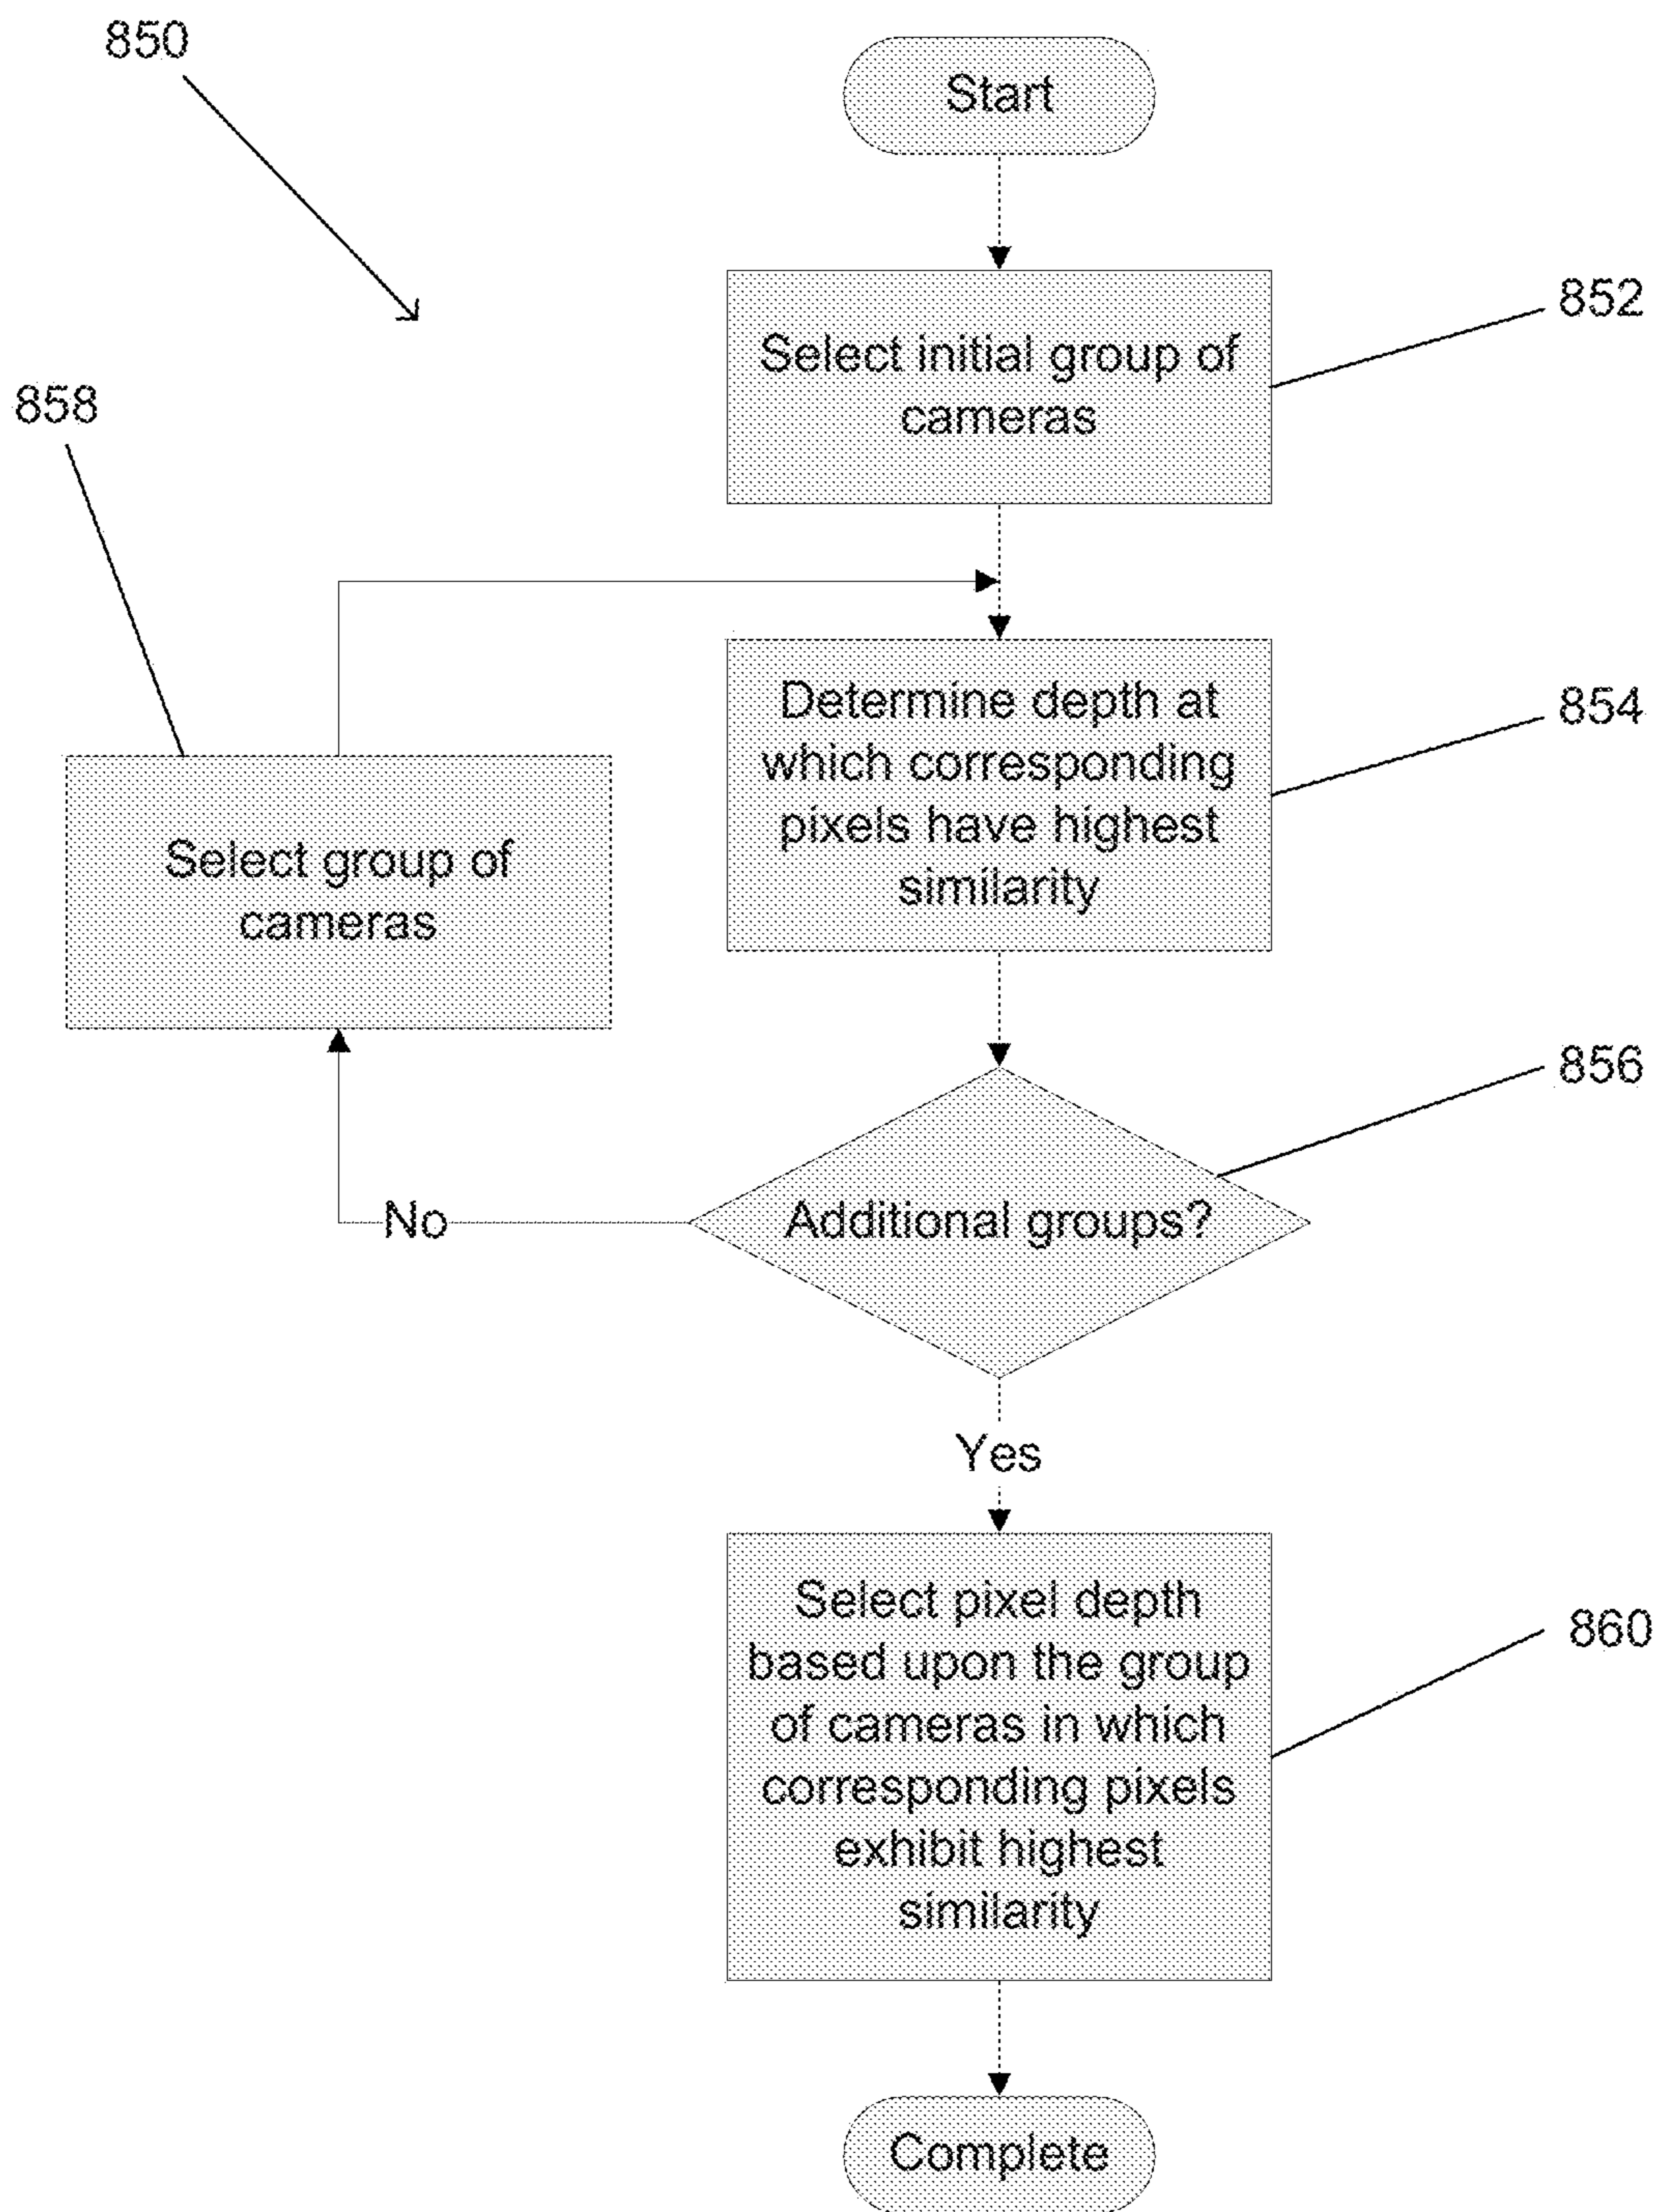 850
Start
852
Select initial group of
cameras
858
854
Determine depth at
which corresponding
pixels have highest
similarity
Select group of
cameras
856
Additional groups?
No
Yes
860
Select pixel depth
based upon the group
of cameras in which
corresponding pixels
exhibit highest
similarity
Complete